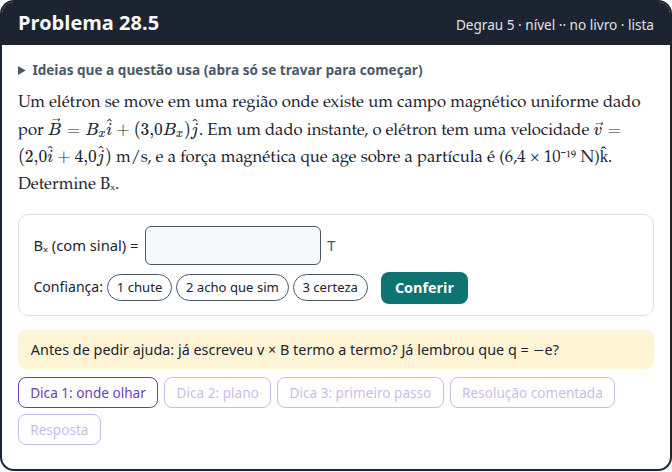 Problema 28.5
Degrau 5 · nível ·· no livro · lista
▶ Ideias que a questão usa (abra só se travar para começar)
Um elétron se move em uma região onde existe um campo magnético uniforme dado
por B⃗ = Bₓî + (3,0Bₓ)ĵ. Em um dado instante, o elétron tem uma velocidade v⃗ =
(2,0î + 4,0ĵ) m/s, e a força magnética que age sobre a partícula é (6,4 × 10⁻¹⁹ N)k̂.
Determine Bₓ.
Bₓ (com sinal) = T
Confiança: 1 chute 2 acho que sim 3 certeza Conferir
Antes de pedir ajuda: já escreveu v × B termo a termo? Já lembrou que q = −e?
Dica 1: onde olhar Dica 2: plano Dica 3: primeiro passo Resolução comentada
Resposta